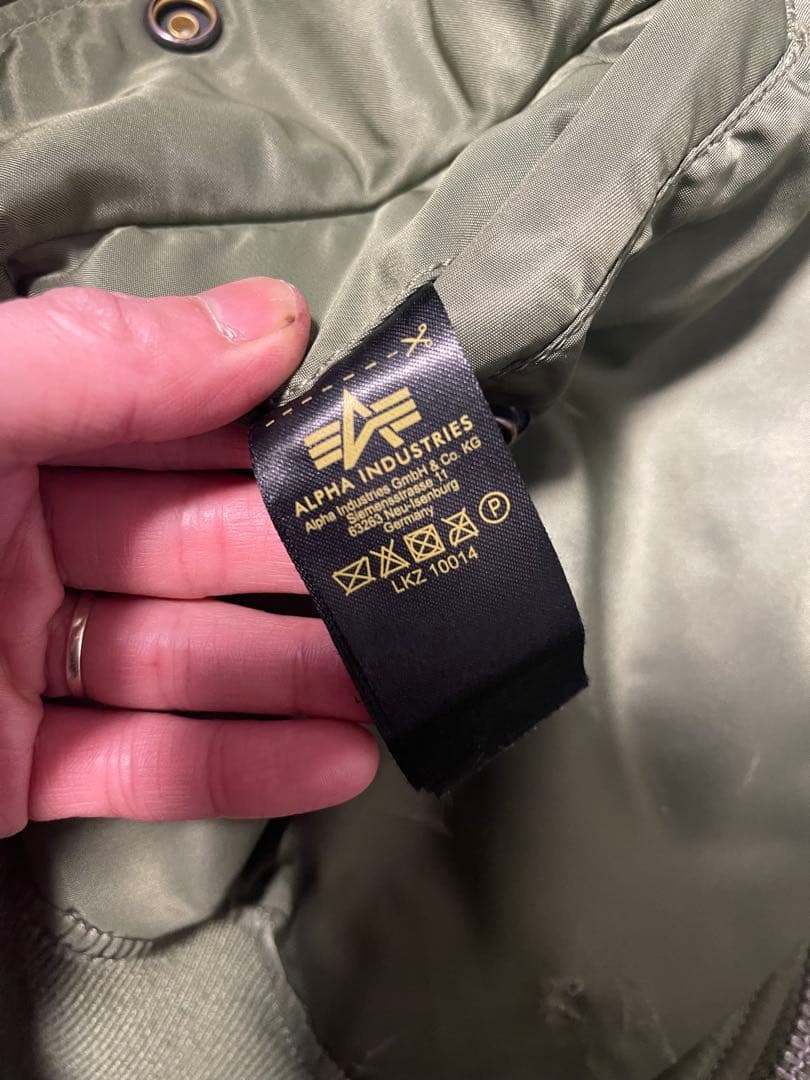 ALPHA INDUSTRIES
Alpha Industries GmbH & Co. KG
Siemensstrasse 11
63263 Neu-Isenburg
Germany
P
LKZ 10014